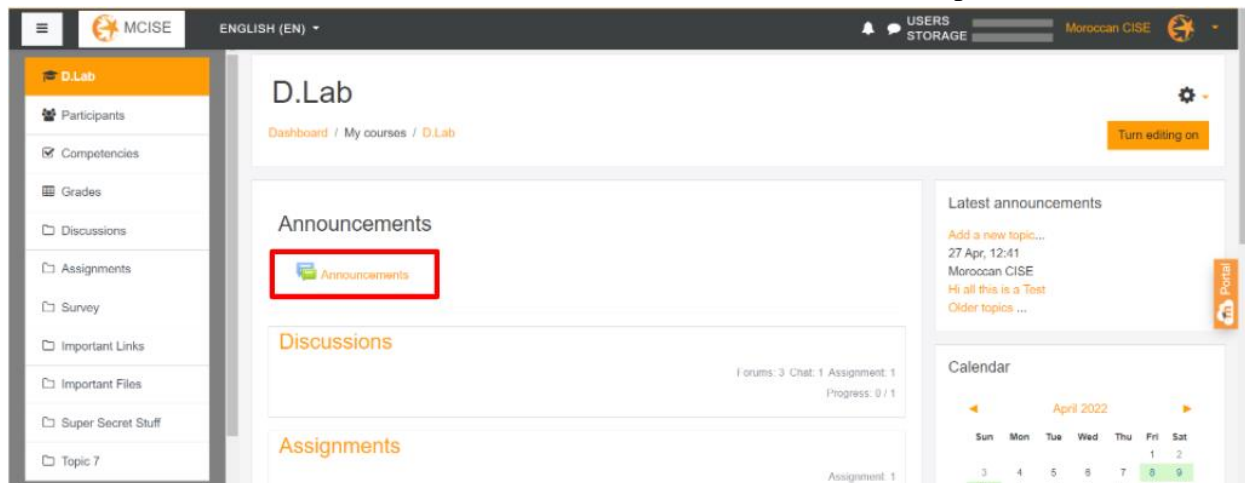 MCISE
ENGLISH (EN)
USERS
STORAGE
Moroccan CISE
D.Lab
Participants
Competencies
Grades
Discussions
Assignments
Survey
Important Links
Important Files
Super Secret Stuff
Topic 7
D.Lab
Dashboard / My courses / D.Lab
Turn editing on
Announcements
Announcements
Discussions
Forums: 3 Chat: 1 Assignment: 1
Progress: 0 / 1
Assignments
Assignment: 1
Latest announcements
Add a new topic...
27 Apr, 12:41
Moroccan CISE
Hi all this is a Test
Older topics ...
Portal
Calendar
◄ April 2022 ►
Sun Mon Tue Wed Thu Fri Sat
1 2
3 4 5 6 7 8 9